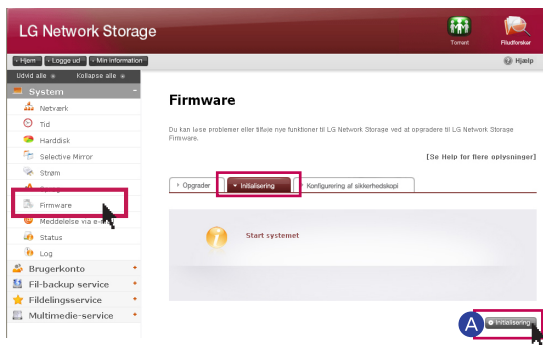 LG Network Storage
Torrent
Filudforsker
Hjem
Logge ud
Min Information
Hjælp
Udvid alle
Kollapse alle
System
Netværk
Tid
Harddisk
Selective Mirror
Strøm
Firmware
Meddelelse via e-
Status
Log
Brugerkonto
Fil-backup service
Fildelingsservice
Multimedie-service
Firmware
Du kan løse problemer eller tilføje nye funktioner til LG Network Storage ved at opgradere til LG Network Storage
Firmware.
[Se Help for flere oplysninger]
Opgrader
Initialisering
Konfigurering af sikkerhedskopi
Start systemet
A
Initialisering